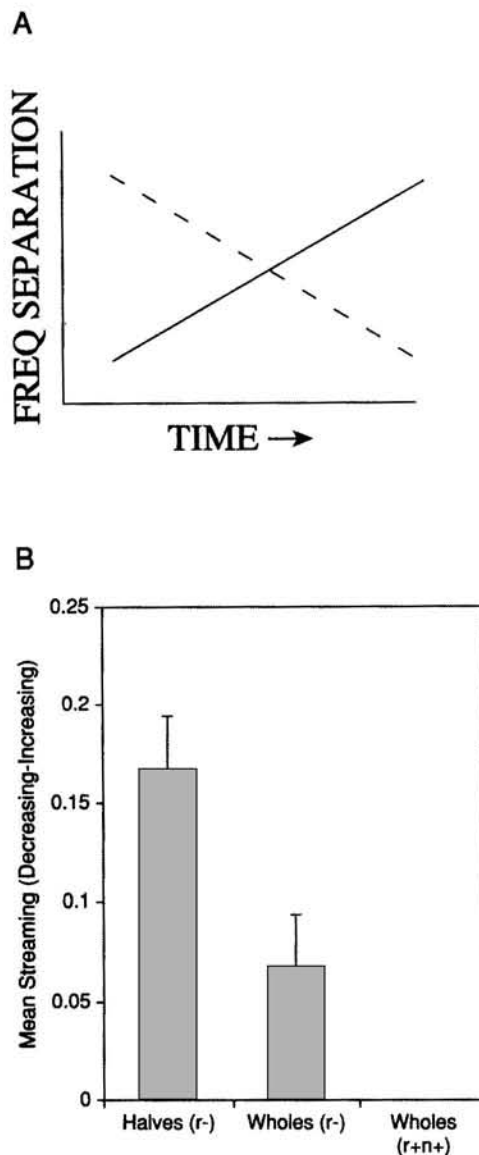 A
FREQ SEPARATION
TIME →
B
Mean Streaming (Decreasing-Increasing)
0.25
0.2
0.15
0.1
0.05
0
Halves (r-)
Wholes (r-)
Wholes
(r+n+)